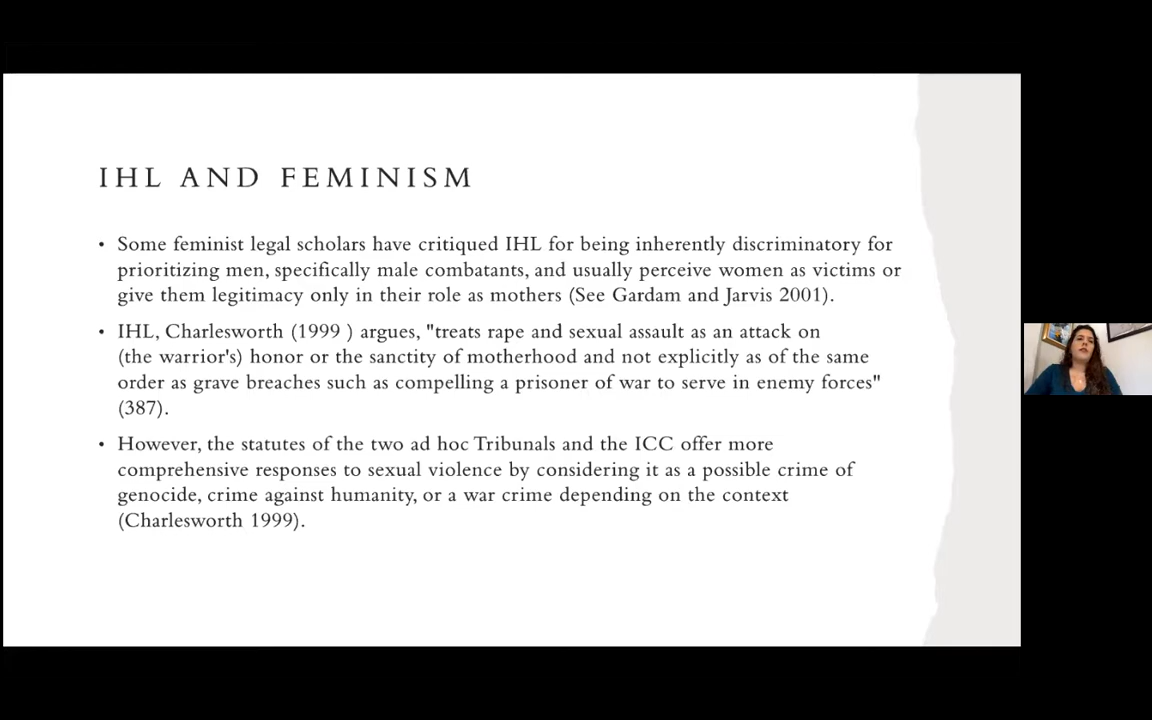 IHL AND FEMINISM
• Some feminist legal scholars have critiqued IHL for being inherently discriminatory for
prioritizing men, specifically male combatants, and usually perceive women as victims or
give them legitimacy only in their role as mothers (See Gardam and Jarvis 2001).
• IHL, Charlesworth (1999 ) argues, "treats rape and sexual assault as an attack on
(the warrior's) honor or the sanctity of motherhood and not explicitly as of the same
order as grave breaches such as compelling a prisoner of war to serve in enemy forces"
(387).
• However, the statutes of the two ad hoc Tribunals and the ICC offer more
comprehensive responses to sexual violence by considering it as a possible crime of
genocide, crime against humanity, or a war crime depending on the context
(Charlesworth 1999).